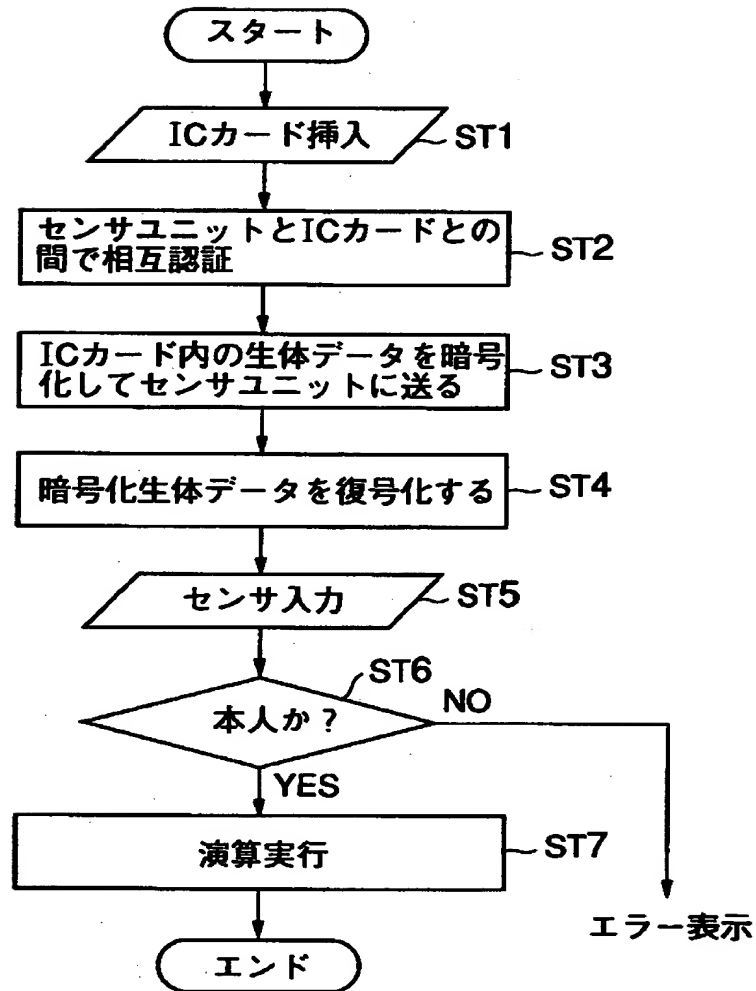 スタート
ICカード挿入
ST1
センサユニットとICカードとの
間で相互認証
ST2
ICカード内の生体データを暗号
化してセンサユニットに送る
ST3
暗号化生体データを復号化する
ST4
センサ入力
ST5
ST6
本人か?
NO
YES
演算実行
ST7
エラー表示
エンド